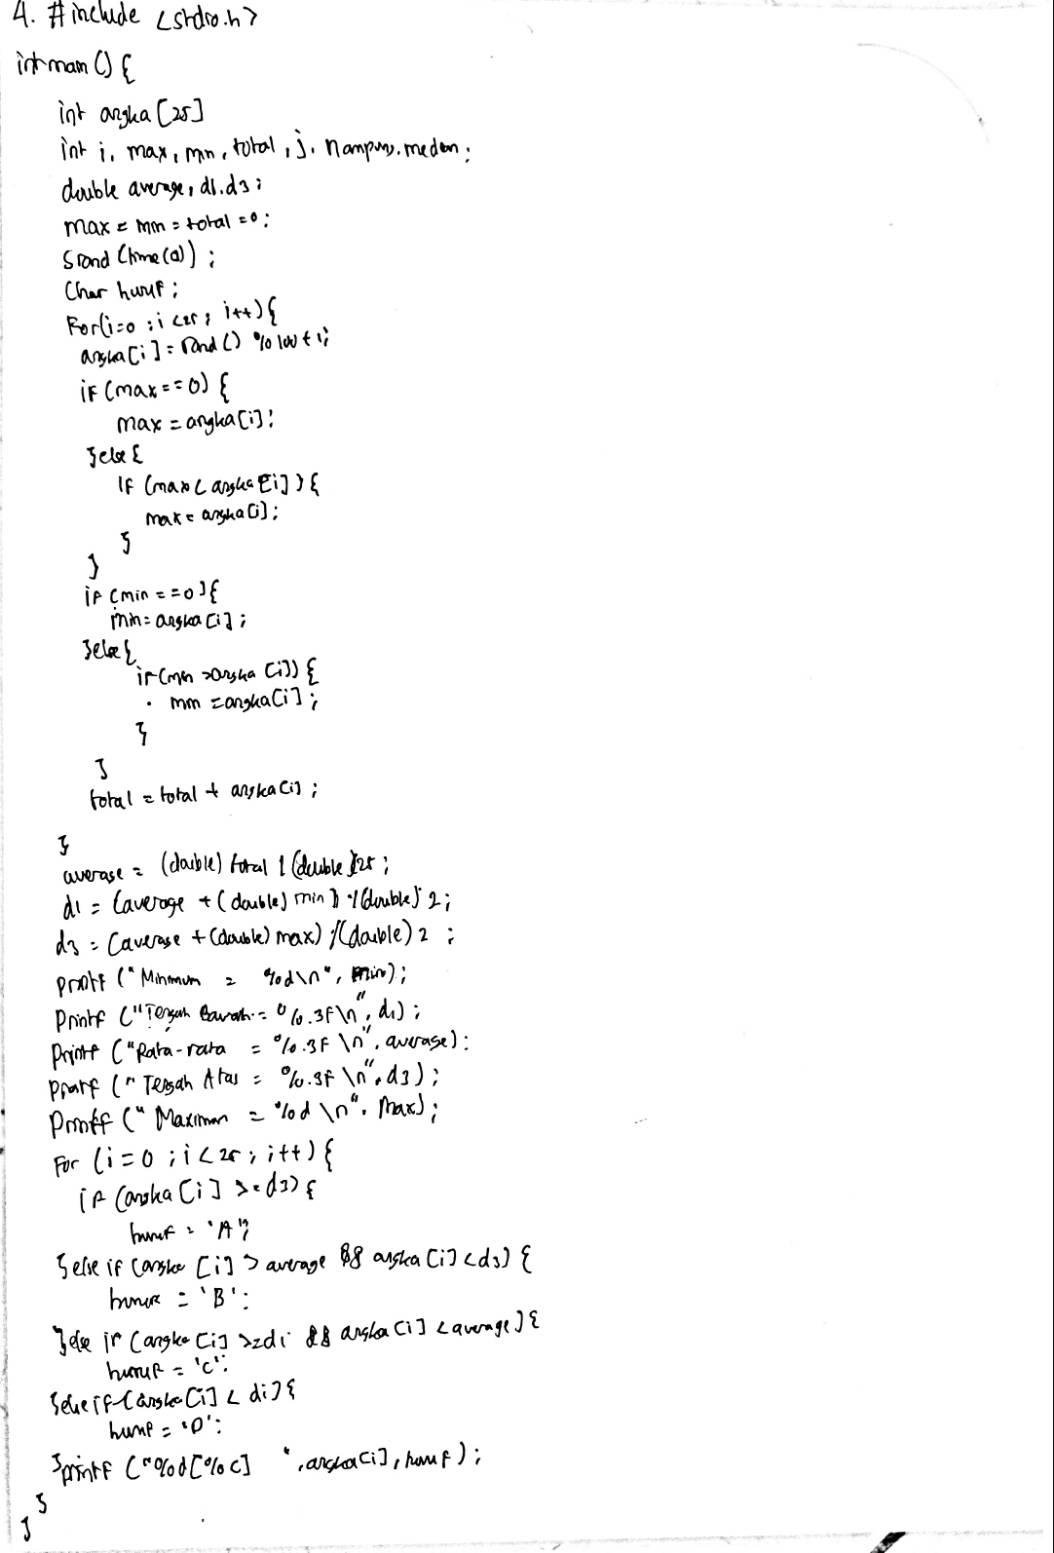 4. #include <stdio.h>
int main () {
int angka [25]
int i, max, min, total, j, nampung, median;
double average, d1, d3;
max = min = total = 0;
srand (time(0)) ;
Char huruf ;
For(i=0 ; i < 25 ; i++) {
angka[i] = rand () % 100 + 1;
if (max == 0) {
max = angka[i];
}else {
if (max < angka[i]) {
max = angka[i];
}
}
if (min == 0) {
min = angka[i];
}else {
if (min > angka [i]) {
min = angka[i] ;
}
}
total = total + angka[i] ;
}
average = (double) total / (double) 25 ;
d1 = (average + (double) min ) / (double) 2;
d3 = (average + (double) max) / (double) 2 ;
printf ("Minimum = %d\n", min);
Printf ("Tengah Bawah = %.3f\n", d1) ;
Printf ("Rata-rata = %.3f \n", average);
Printf (" Tengah Atas = %.3f \n", d3) ;
Printf (" Maximum = %d \n", max) ;
For (i = 0 ; i < 25 ; i++) {
if (angka [i] >= d3) {
huruf = 'A';
}else if (angka [i] > average && angka [i] < d3) {
huruf = 'B';
}else if (angka [i] >= d1 && angka [i] < average) {
huruf = 'C';
}else if (angka [i] < d1) {
huruf = 'D';
}printf ("%d[%c] ", angka[i], huruf) ;
}
}